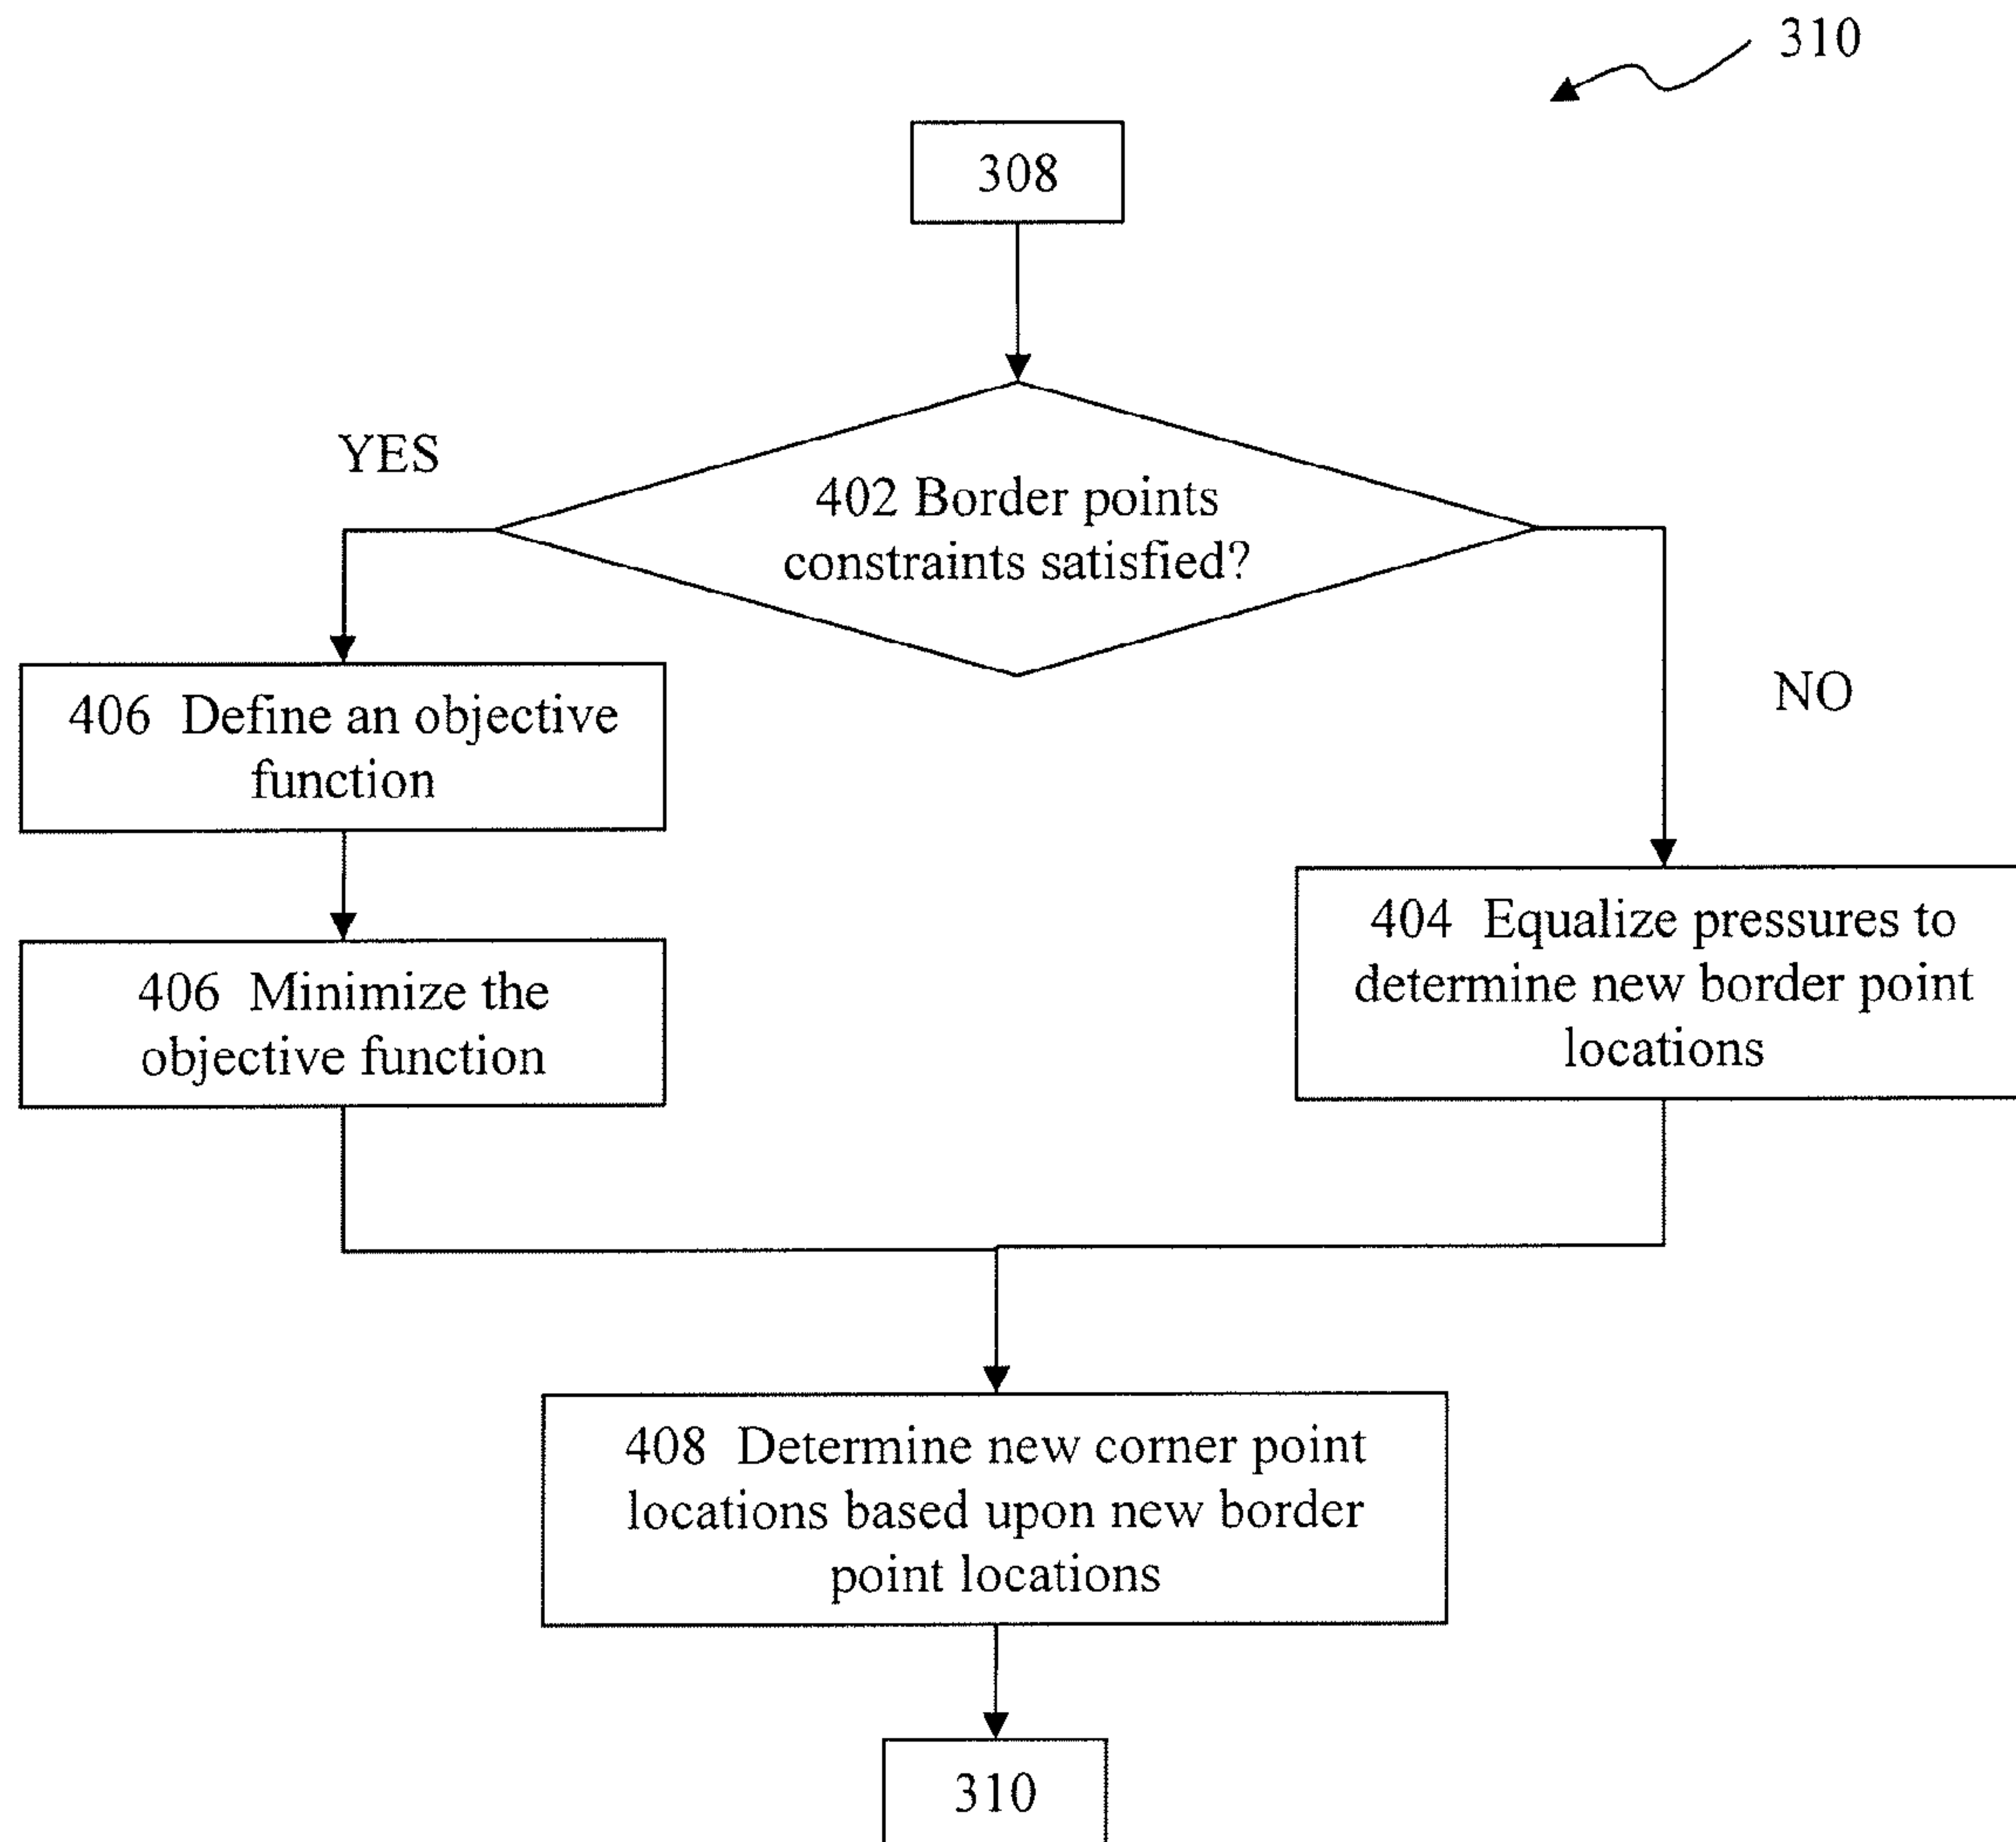 310
308
YES
402 Border points
constraints satisfied?
NO
406 Define an objective
function
404 Equalize pressures to
determine new border point
locations
406 Minimize the
objective function
408 Determine new corner point
locations based upon new border
point locations
310